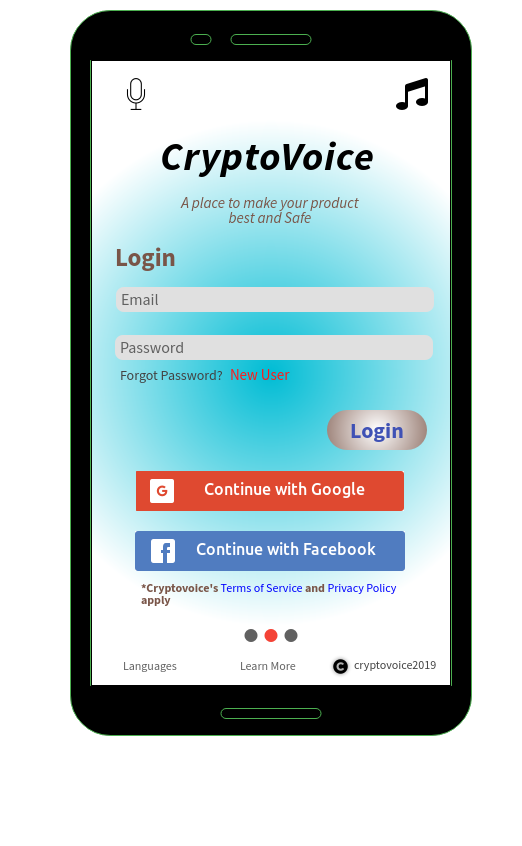 CryptoVoice
A place to make your product
best and Safe
Login
Email
Password
Forgot Password? New User
Login
G Continue with Google
f Continue with Facebook
*Cryptovoice's Terms of Service and Privacy Policy
apply
Languages Learn More C cryptovoice2019